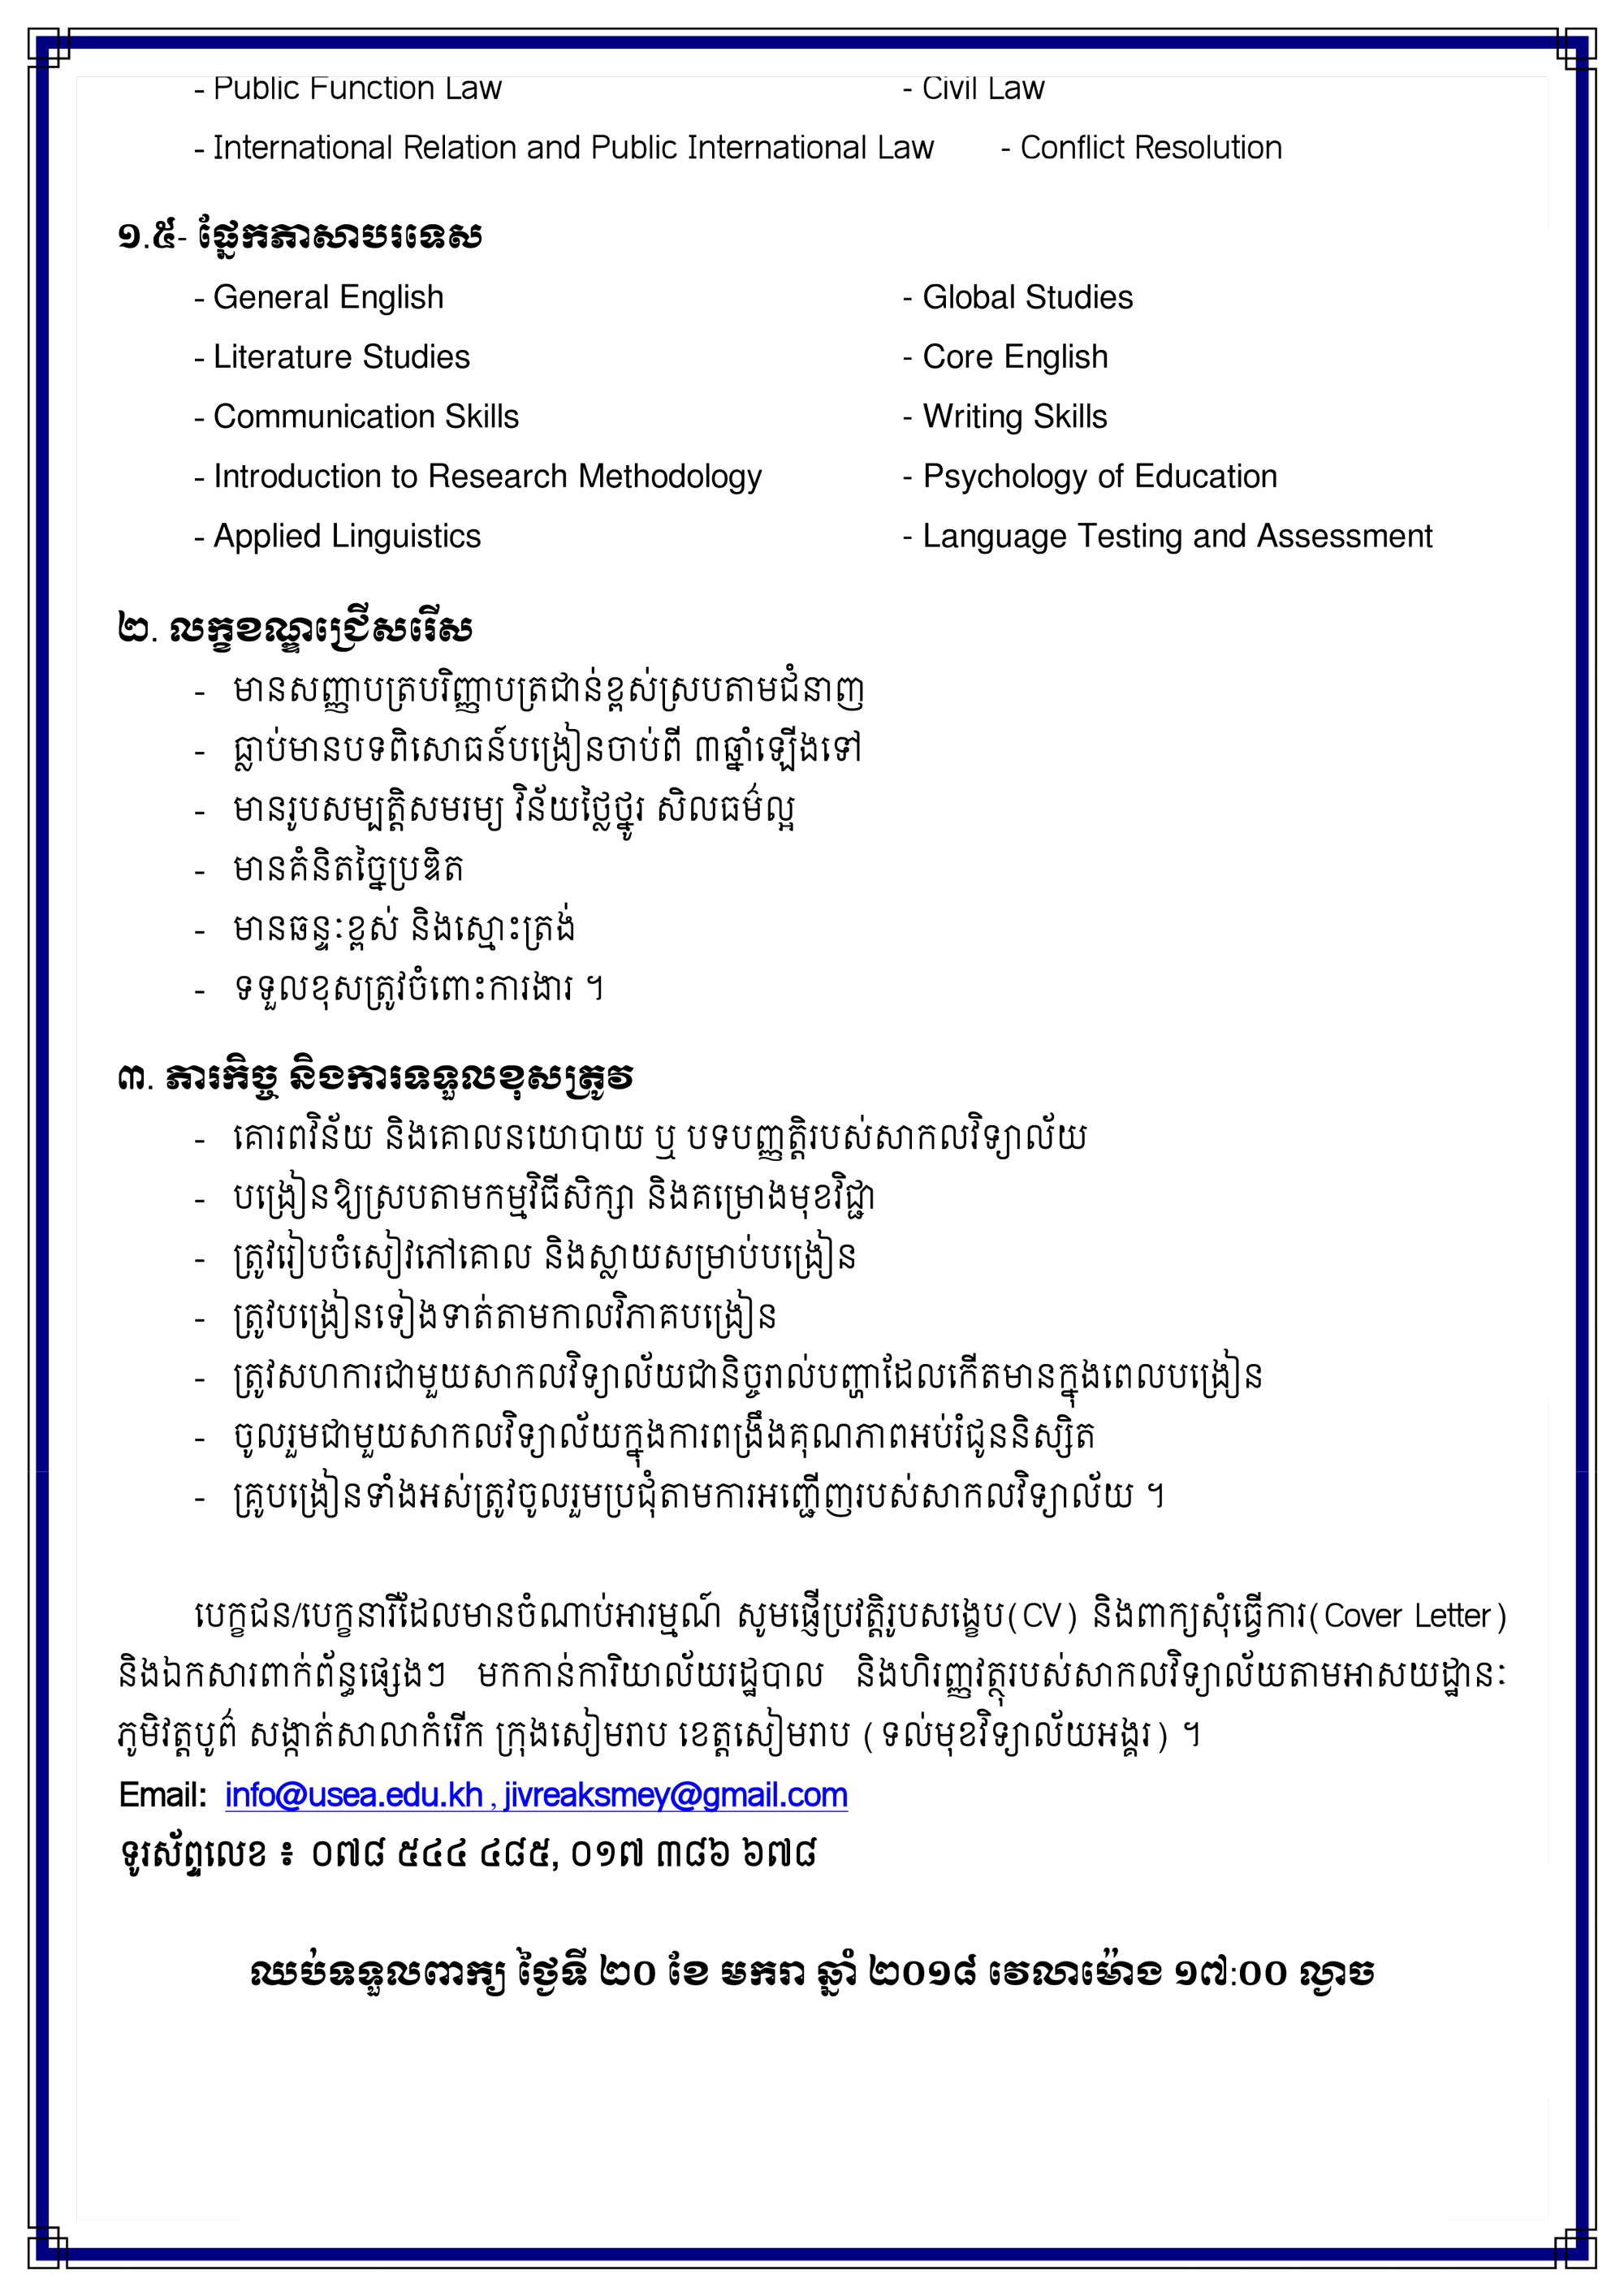 - Public Function Law - Civil Law
- International Relation and Public International Law - Conflict Resolution
១.៥- ផ្នែកភាសាបរទេស
- General English - Global Studies
- Literature Studies - Core English
- Communication Skills - Writing Skills
- Introduction to Research Methodology - Psychology of Education
- Applied Linguistics - Language Testing and Assessment
២. លក្ខខណ្ឌជ្រើសរើស
- មានសញ្ញាបត្របរិញ្ញាបត្រជាន់ខ្ពស់ស្របតាមជំនាញ
- ធ្លាប់មានបទពិសោធន៍បង្រៀនចាប់ពី ៣ឆ្នាំឡើងទៅ
- មានរូបសម្បត្តិសមរម្យ វិន័យថ្លៃថ្នូរ សិលធម៌ល្អ
- មានគំនិតច្នៃប្រឌិត
- មានឆន្ទៈខ្ពស់ និងស្មោះត្រង់
- ទទួលខុសត្រូវចំពោះការងារ ។
៣. ភារកិច្ច និងការទទួលខុសត្រូវ
- គោរពវិន័យ និងគោលនយោបាយ ឬ បទបញ្ញត្តិរបស់សាកលវិទ្យាល័យ
- បង្រៀនឱ្យស្របតាមកម្មវិធីសិក្សា និងគម្រោងមុខវិជ្ជា
- ត្រូវរៀបចំសៀវភៅគោល និងស្លាយសម្រាប់បង្រៀន
- ត្រូវបង្រៀនទៀងទាត់តាមកាលវិភាគបង្រៀន
- ត្រូវសហការជាមួយសាកលវិទ្យាល័យជានិច្ចរាល់បញ្ហាដែលកើតមានក្នុងពេលបង្រៀន
- ចូលរួមជាមួយសាកលវិទ្យាល័យក្នុងការពង្រឹងគុណភាពអប់រំជូននិស្សិត
- គ្រូបង្រៀនទាំងអស់ត្រូវចូលរួមប្រជុំតាមការអញ្ជើញរបស់សាកលវិទ្យាល័យ ។
បេក្ខជន/បេក្ខនារីដែលមានចំណាប់អារម្មណ៍ សូមផ្ញើប្រវត្តិរូបសង្ខេប(CV) និងពាក្យសុំធ្វើការ(Cover Letter)
និងឯកសារពាក់ព័ន្ធផ្សេងៗ មកកាន់ការិយាល័យរដ្ឋបាល និងហិរញ្ញវត្ថុរបស់សាកលវិទ្យាល័យតាមអាសយដ្ឋានៈ
ភូមិវត្តបូព៌ សង្កាត់សាលាកំរើក ក្រុងសៀមរាប ខេត្តសៀមរាប (ទល់មុខវិទ្យាល័យអង្គរ) ។
Email: info@usea.edu.kh , jivreaksmey@gmail.com
ទូរស័ព្ទលេខ ៖ ០៧៨ ៥៤៤ ៤៨៥, ០១៧ ៣៨៦ ៦៧៨
ឈប់ទទួលពាក្យ ថ្ងៃទី ២០ ខែ មករា ឆ្នាំ ២០១៨ វេលាម៉ោង ១៧:០០ ល្ងាច